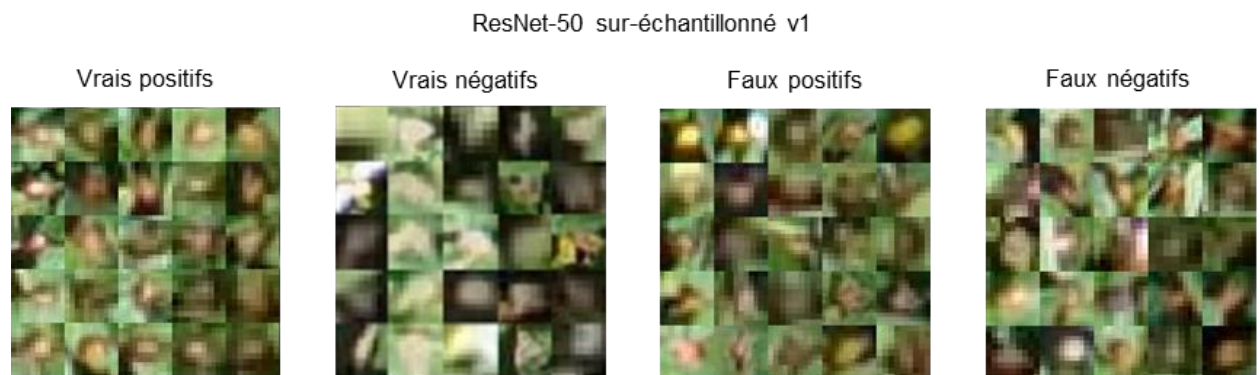 ResNet-50 sur-échantillonné v1
Vrais positifs
Vrais négatifs
Faux positifs
Faux négatifs